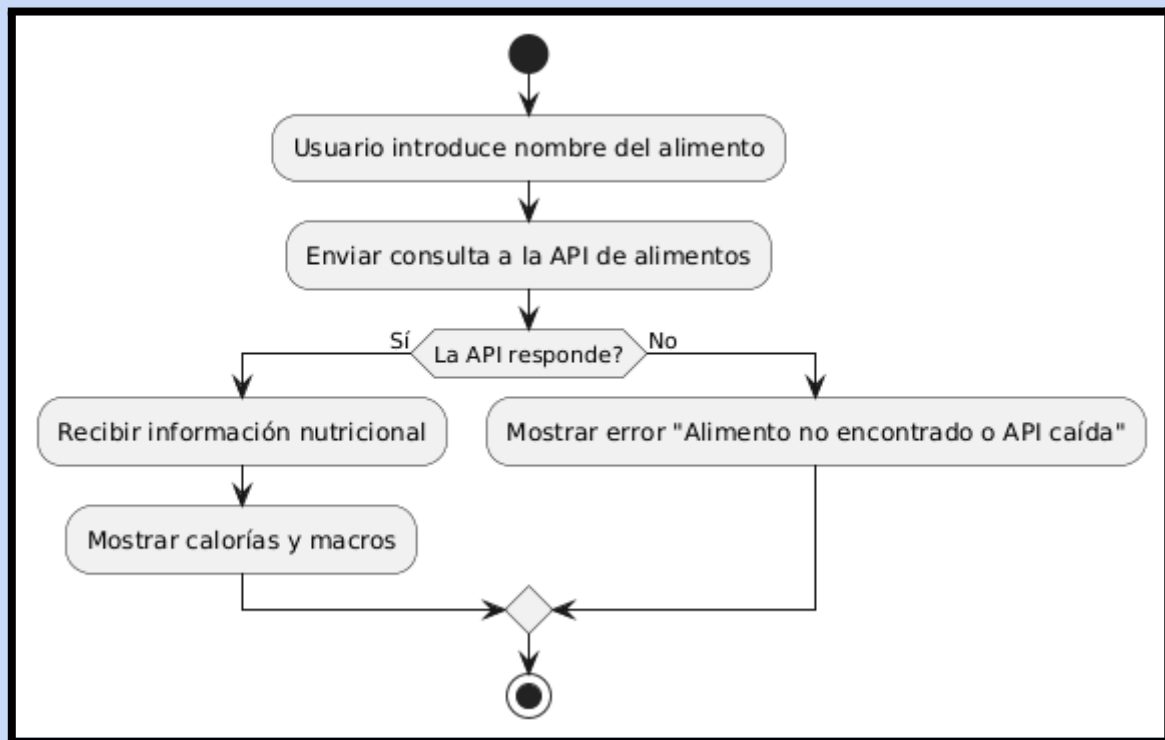 Usuario introduce nombre del alimento
Enviar consulta a la API de alimentos
Sí
La API responde?
No
Recibir información nutricional
Mostrar error "Alimento no encontrado o API caída"
Mostrar calorías y macros